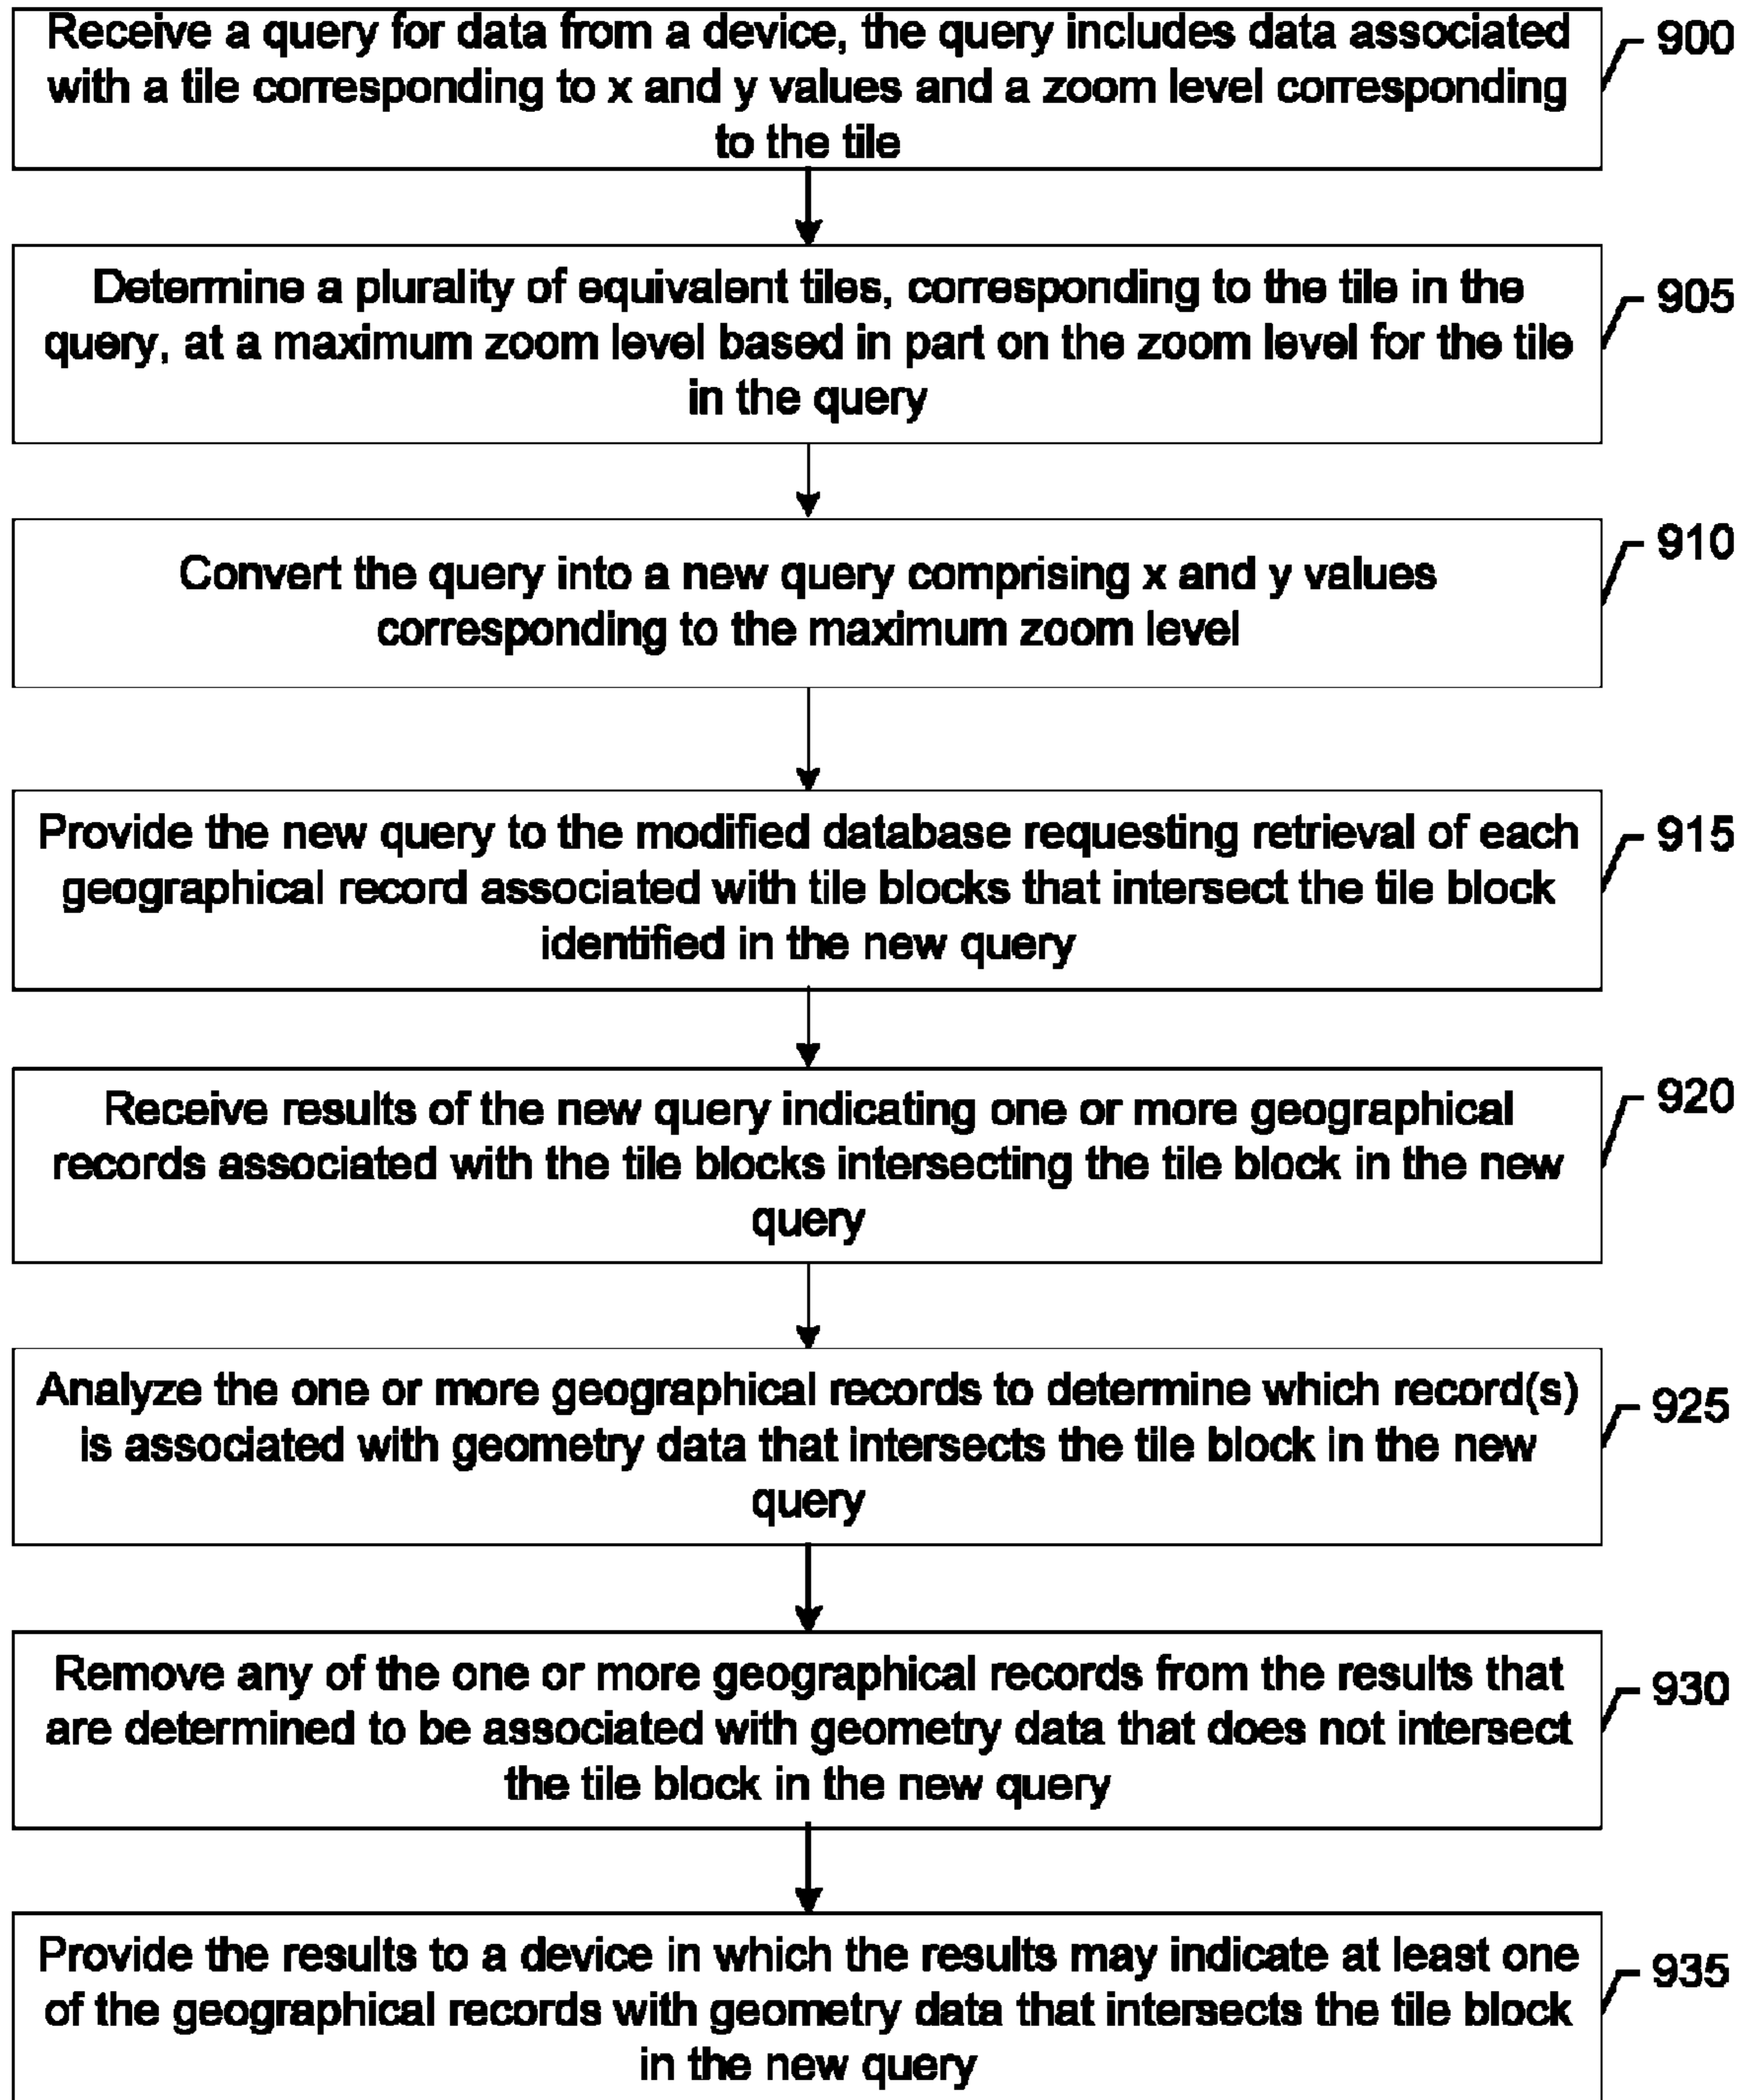 Receive a query for data from a device, the query includes data associated
with a tile corresponding to x and y values and a zoom level corresponding
to the tile
900
Determine a plurality of equivalent tiles, corresponding to the tile in the
query, at a maximum zoom level based in part on the zoom level for the tile
in the query
905
Convert the query into a new query comprising x and y values
corresponding to the maximum zoom level
910
Provide the new query to the modified database requesting retrieval of each
geographical record associated with tile blocks that intersect the tile block
identified in the new query
915
Receive results of the new query indicating one or more geographical
records associated with the tile blocks intersecting the tile block in the new
query
920
Analyze the one or more geographical records to determine which record(s)
is associated with geometry data that intersects the tile block in the new
query
925
Remove any of the one or more geographical records from the results that
are determined to be associated with geometry data that does not intersect
the tile block in the new query
930
Provide the results to a device in which the results may indicate at least one
of the geographical records with geometry data that intersects the tile block
in the new query
935